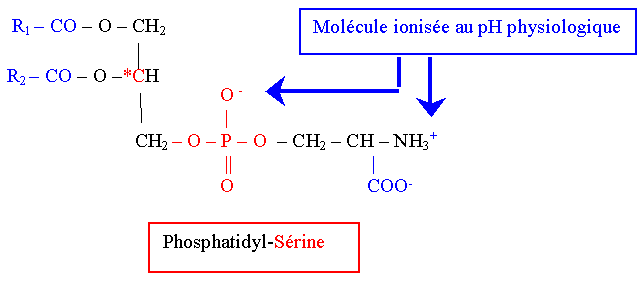 R₁ – CO – O – CH₂
Molécule ionisée au pH physiologique
R₂ – CO – O – *CH
O -
CH₂ – O – P – O – CH₂ – CH – NH₃⁺
O
COO⁻
Phosphatidyl-Sérine